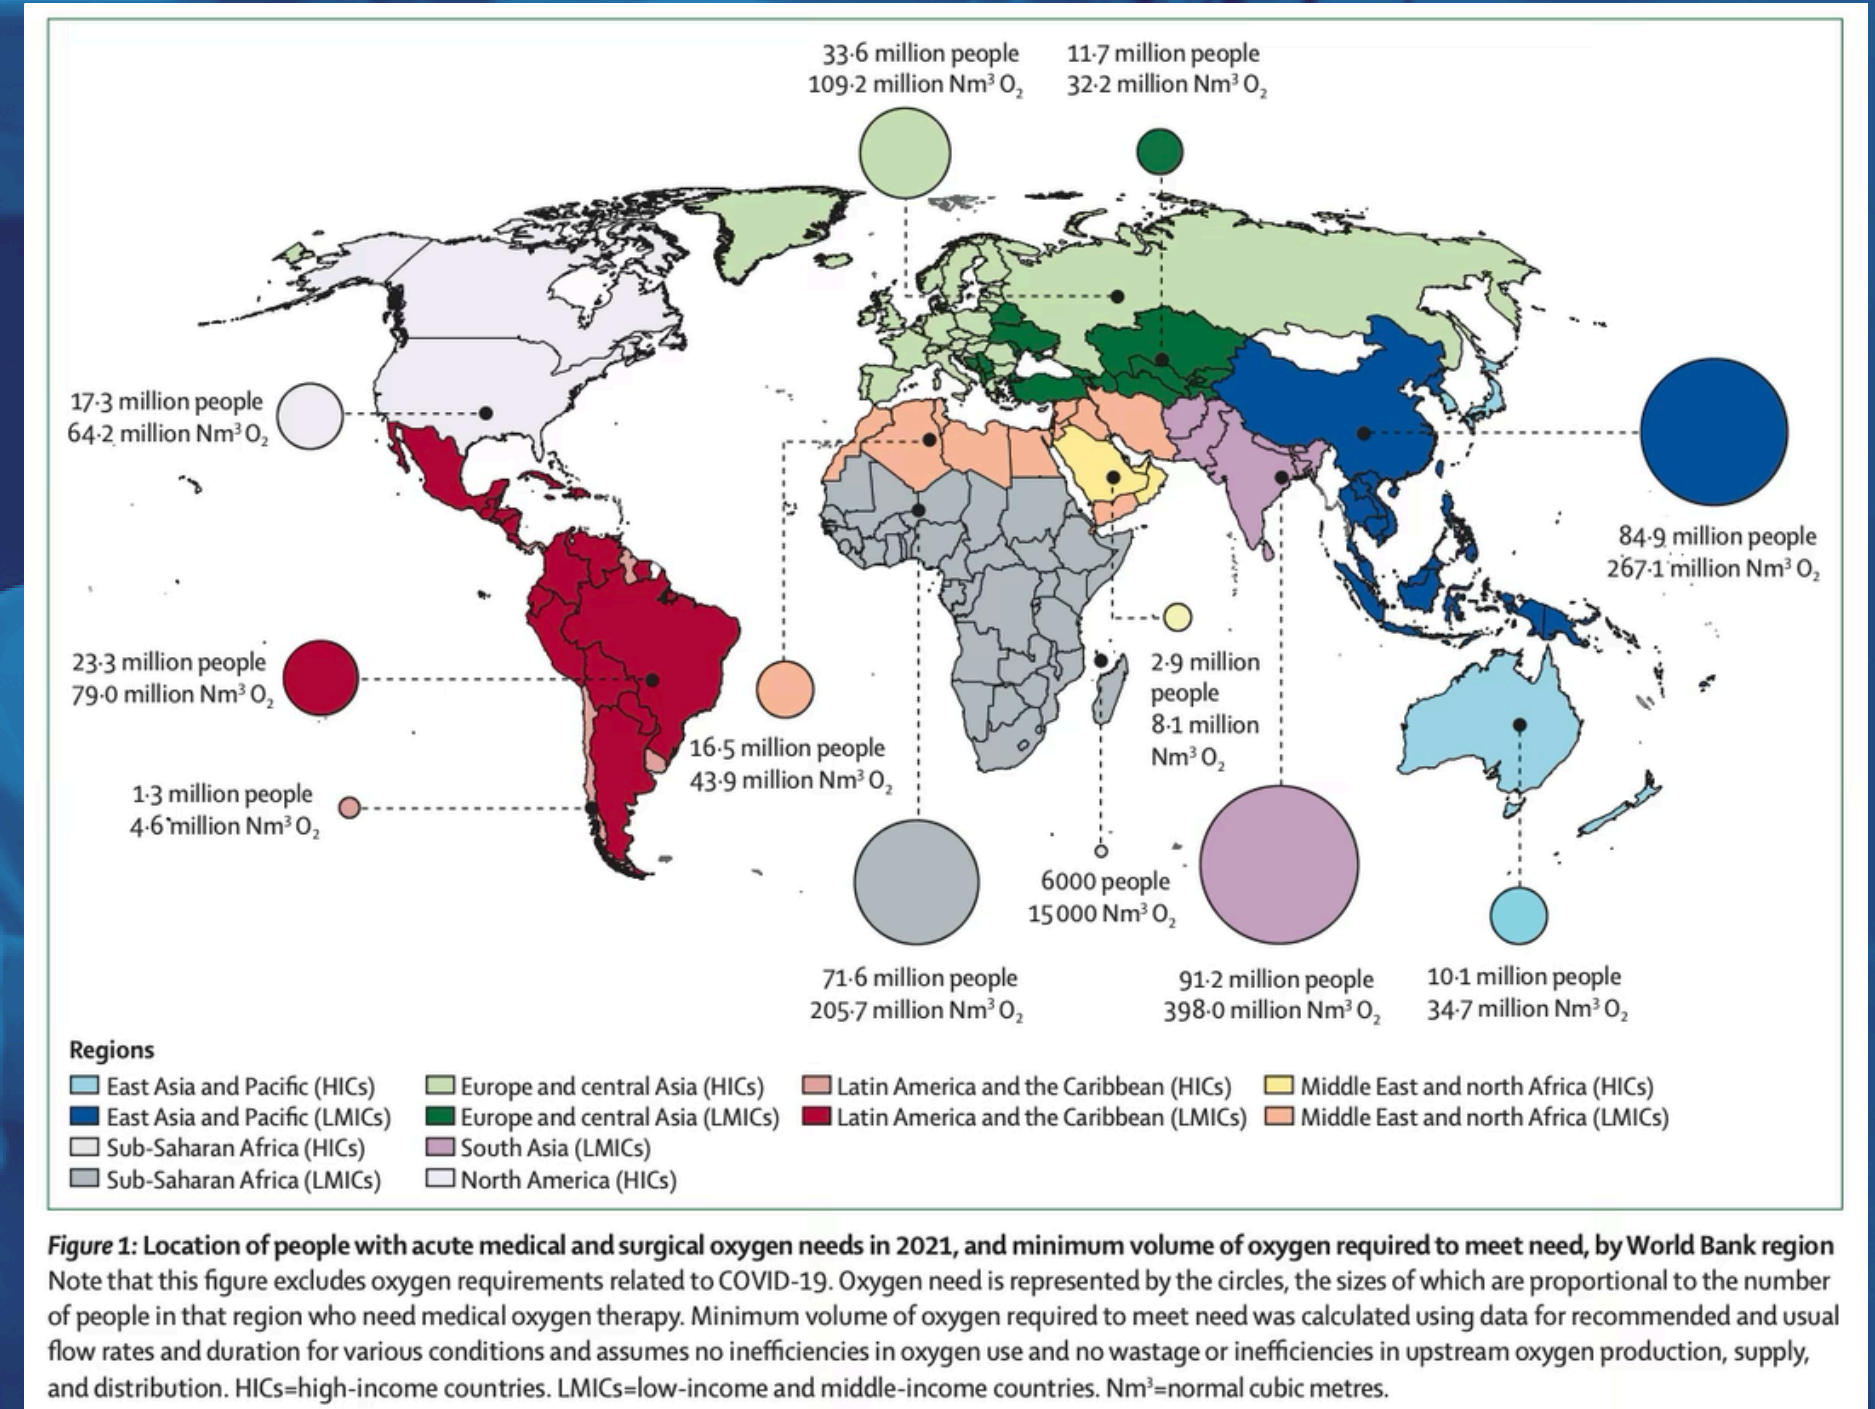 33·6 million people
109·2 million Nm³ O₂
11·7 million people
32·2 million Nm³ O₂
17·3 million people
64·2 million Nm³ O₂
84·9 million people
267·1 million Nm³ O₂
23·3 million people
79·0 million Nm³ O₂
2·9 million
people
8·1 million
Nm³ O₂
16·5 million people
43·9 million Nm³ O₂
1·3 million people
4·6 million Nm³ O₂
6000 people
15 000 Nm³ O₂
71·6 million people
205·7 million Nm³ O₂
91·2 million people
398·0 million Nm³ O₂
10·1 million people
34·7 million Nm³ O₂
Regions
East Asia and Pacific (HICs)
East Asia and Pacific (LMICs)
Sub-Saharan Africa (HICs)
Sub-Saharan Africa (LMICs)
Europe and central Asia (HICs)
Europe and central Asia (LMICs)
South Asia (LMICs)
North America (HICs)
Latin America and the Caribbean (HICs)
Latin America and the Caribbean (LMICs)
Middle East and north Africa (HICs)
Middle East and north Africa (LMICs)
Figure 1: Location of people with acute medical and surgical oxygen needs in 2021, and minimum volume of oxygen required to meet need, by World Bank region
Note that this figure excludes oxygen requirements related to COVID-19. Oxygen need is represented by the circles, the sizes of which are proportional to the number
of people in that region who need medical oxygen therapy. Minimum volume of oxygen required to meet need was calculated using data for recommended and usual
flow rates and duration for various conditions and assumes no inefficiencies in oxygen use and no wastage or inefficiencies in upstream oxygen production, supply,
and distribution. HICs=high-income countries. LMICs=low-income and middle-income countries. Nm³=normal cubic metres.